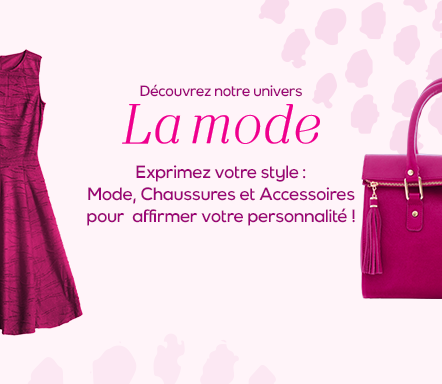 Découvrez notre univers
La mode
Exprimez votre style :
Mode, Chaussures et Accessoires
pour affirmer votre personnalité !